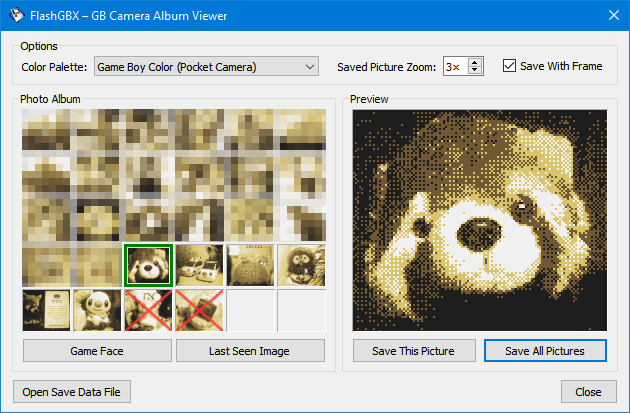 FlashGBX – GB Camera Album Viewer
Options
Color Palette: Game Boy Color (Pocket Camera) Saved Picture Zoom: 3× Save With Frame
Photo Album Preview
Game Face Last Seen Image Save This Picture Save All Pictures
Open Save Data File Close